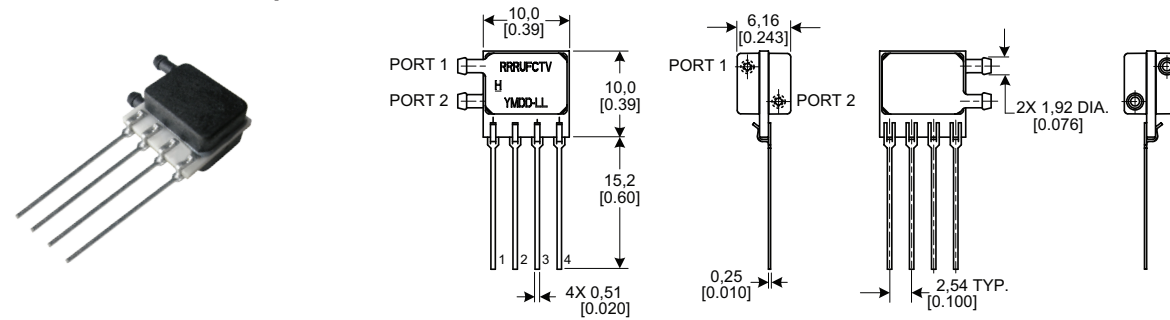 10,0
[0.39]
PORT 1
PORT 2
RRRUFCTV
H
YMDD-LL
10,0
[0.39]
15,2
[0.60]
1 2 3 4
4X 0,51
[0.020]
6,16
[0.243]
PORT 1
PORT 2
0,25
[0.010]
2X 1,92 DIA.
[0.076]
2,54 TYP.
[0.100]